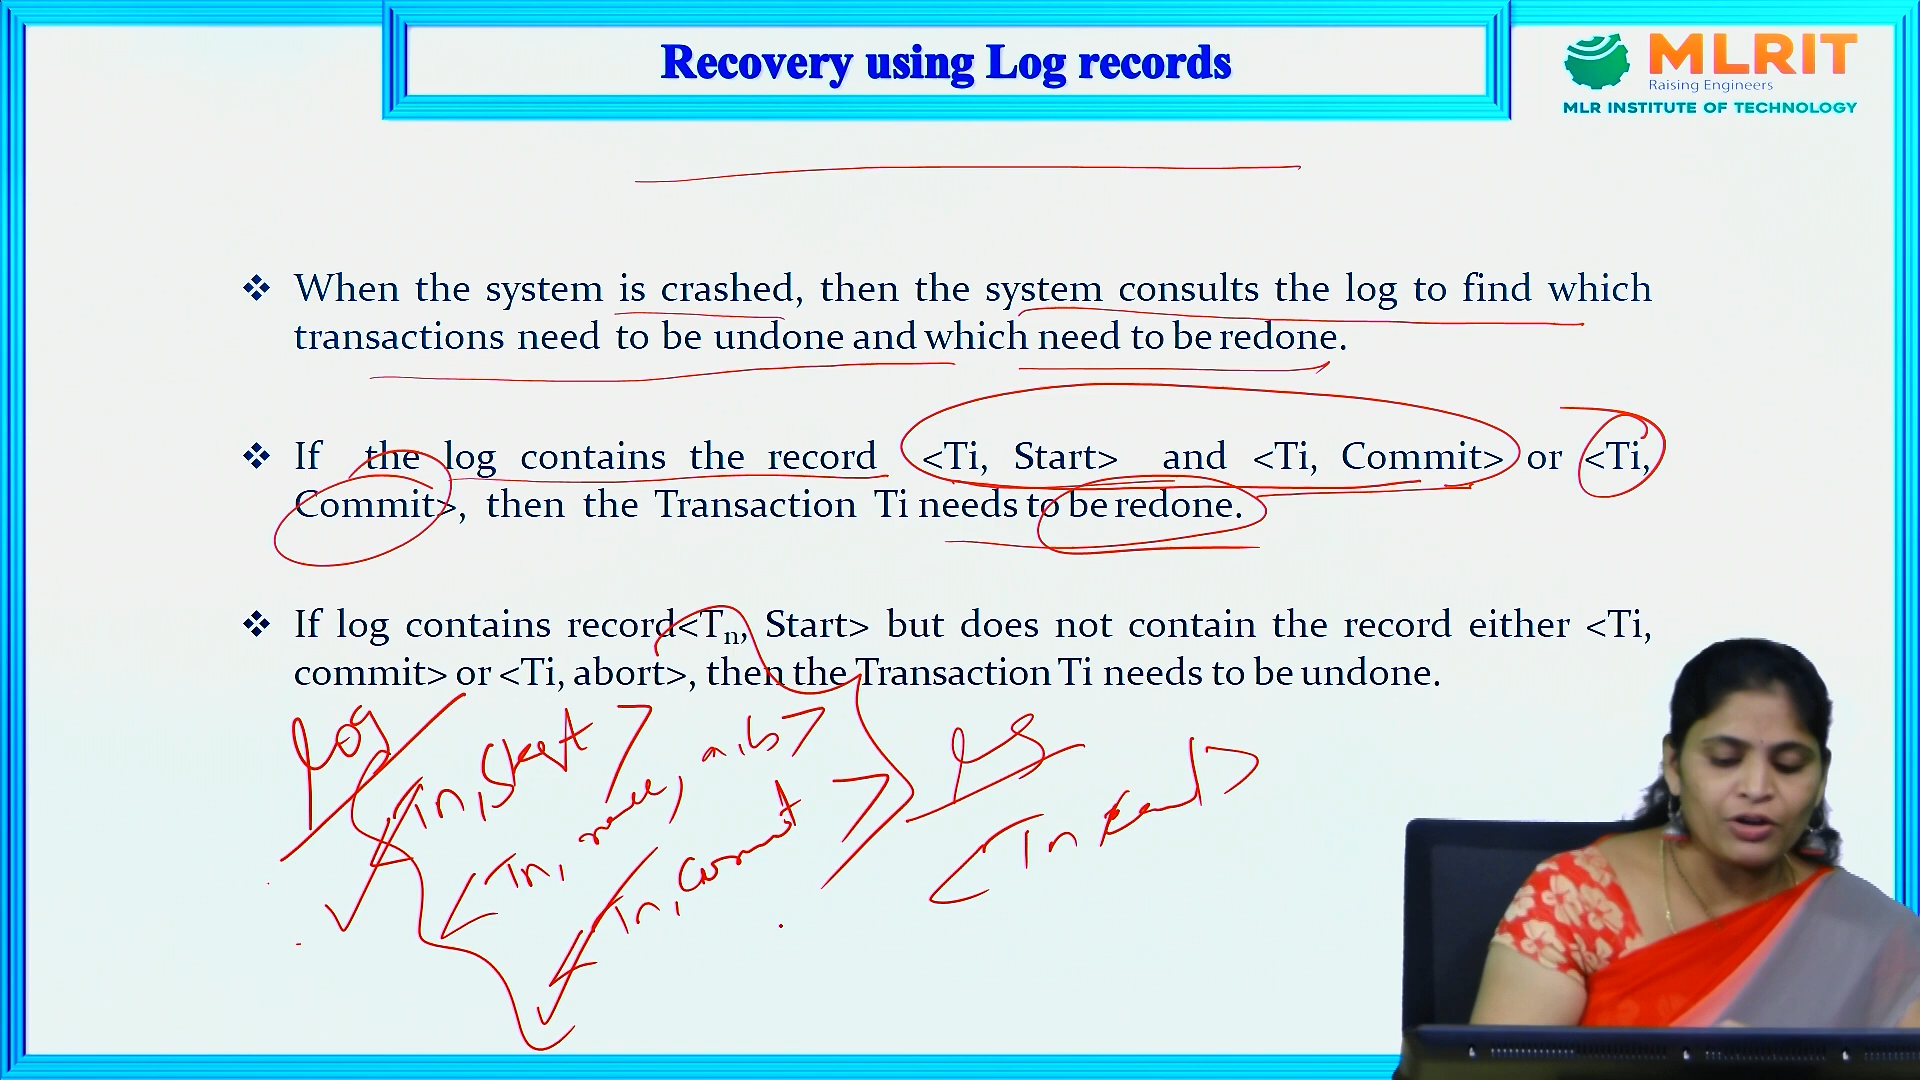 Recovery using Log records
MLRIT
Raising Engineers
MLR INSTITUTE OF TECHNOLOGY
❖ When the system is crashed, then the system consults the log to find which
transactions need to be undone and which need to be redone.
❖ If the log contains the record <Ti, Start> and <Ti, Commit> or <Ti,
Commit>, then the Transaction Ti needs to be redone.
❖ If log contains record<Tn, Start> but does not contain the record either <Ti,
commit> or <Ti, abort>, then the Transaction Ti needs to be undone.
log
<Tn, Start>
<Tn, a,b>
<Tn, Commit>
<Tn